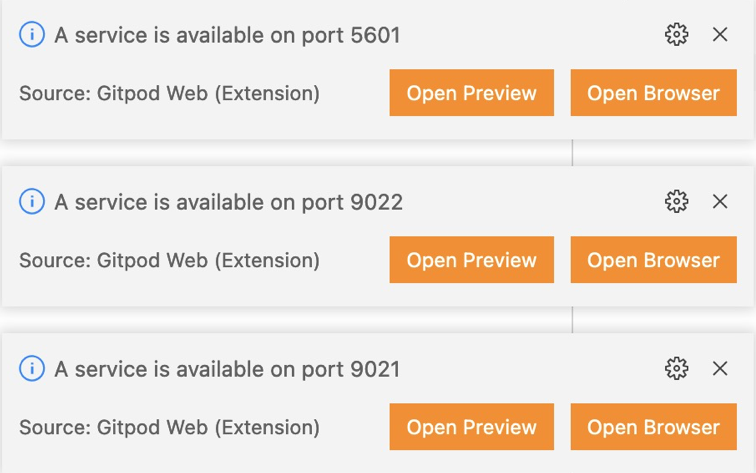 A service is available on port 5601
Source: Gitpod Web (Extension) Open Preview Open Browser
A service is available on port 9022
Source: Gitpod Web (Extension) Open Preview Open Browser
A service is available on port 9021
Source: Gitpod Web (Extension) Open Preview Open Browser